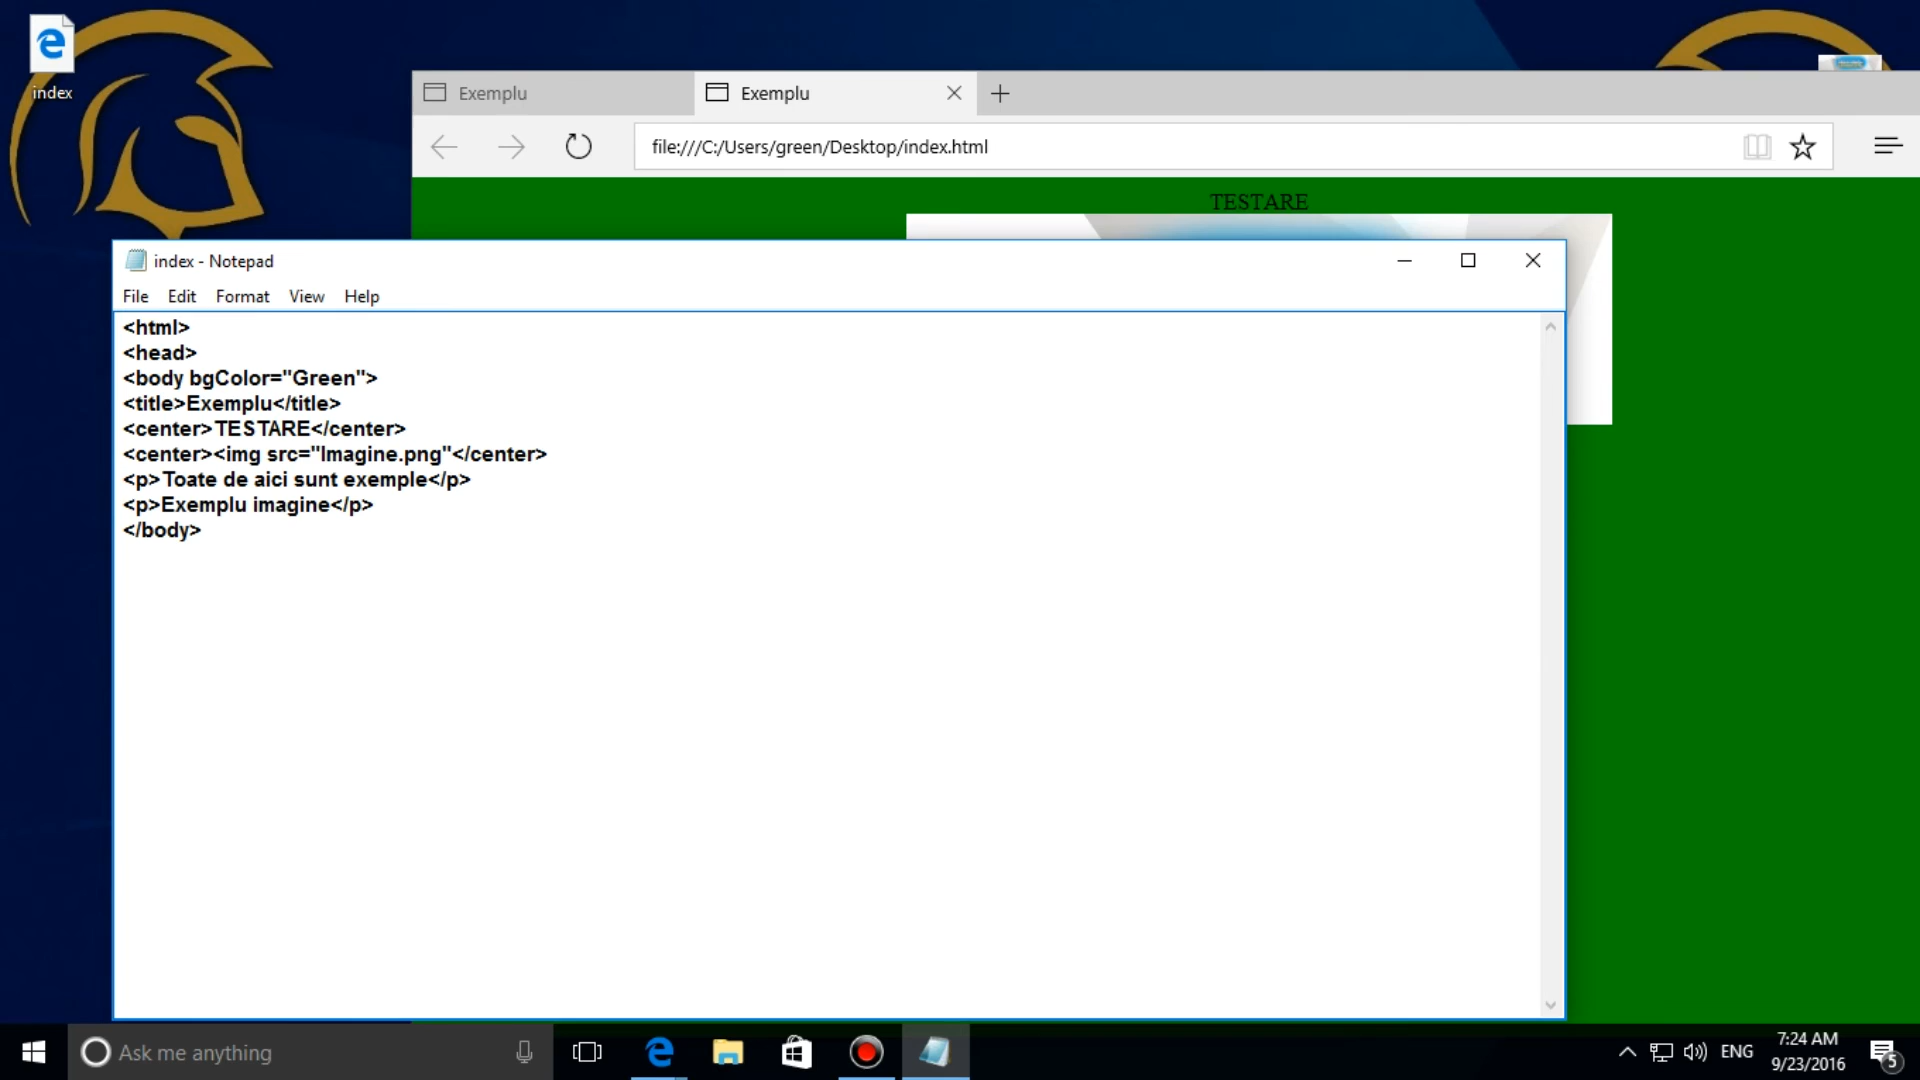 index
Exemplu
Exemplu
file:///C:/Users/green/Desktop/index.html
TESTARE
index - Notepad
File Edit Format View Help
<html>
<head>
<body bgColor="Green">
<title>Exemplu</title>
<center>TESTARE</center>
<center><img src="Imagine.png"</center>
<p>Toate de aici sunt exemple</p>
<p>Exemplu imagine</p>
</body>
Ask me anything
ENG
7:24 AM
9/23/2016
5